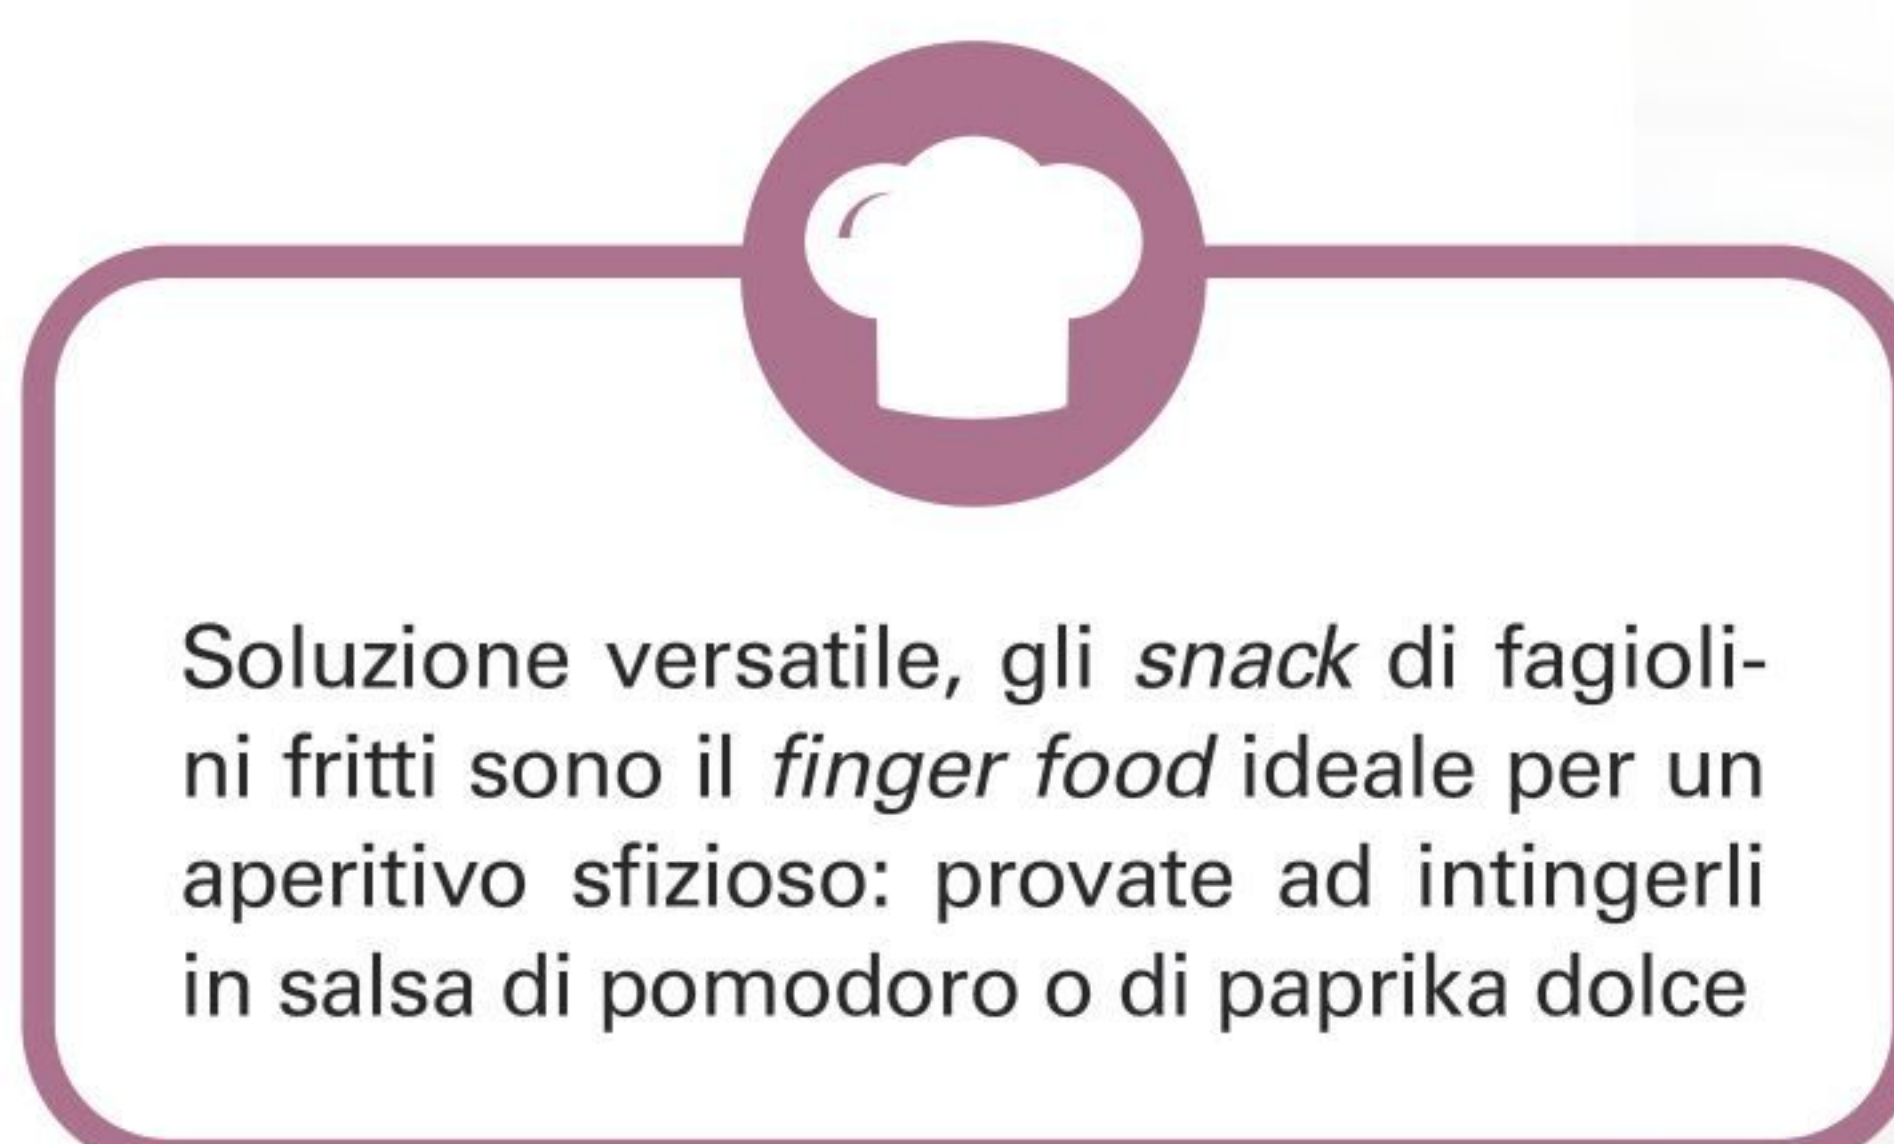 Soluzione versatile, gli snack di fagioli-
ni fritti sono il finger food ideale per un
aperitivo sfizioso: provate ad intingerli
in salsa di pomodoro o di paprika dolce